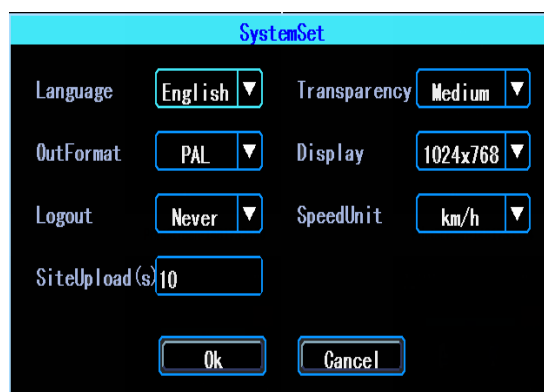 SystemSet
Language English Transparency Medium
OutFormat PAL Display 1024x768
Logout Never SpeedUnit km/h
SiteUpload(s) 10
Ok Cancel